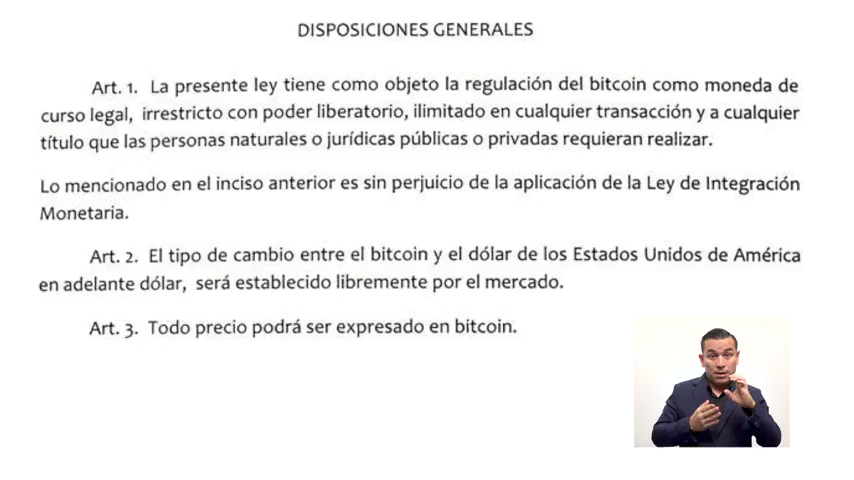 DISPOSICIONES GENERALES
Art. 1. La presente ley tiene como objeto la regulación del bitcoin como moneda de
curso legal, irrestricto con poder liberatorio, ilimitado en cualquier transacción y a cualquier
título que las personas naturales o jurídicas públicas o privadas requieran realizar.
Lo mencionado en el inciso anterior es sin perjuicio de la aplicación de la Ley de Integración
Monetaria.
Art. 2. El tipo de cambio entre el bitcoin y el dólar de los Estados Unidos de América
en adelante dólar, será establecido libremente por el mercado.
Art. 3. Todo precio podrá ser expresado en bitcoin.